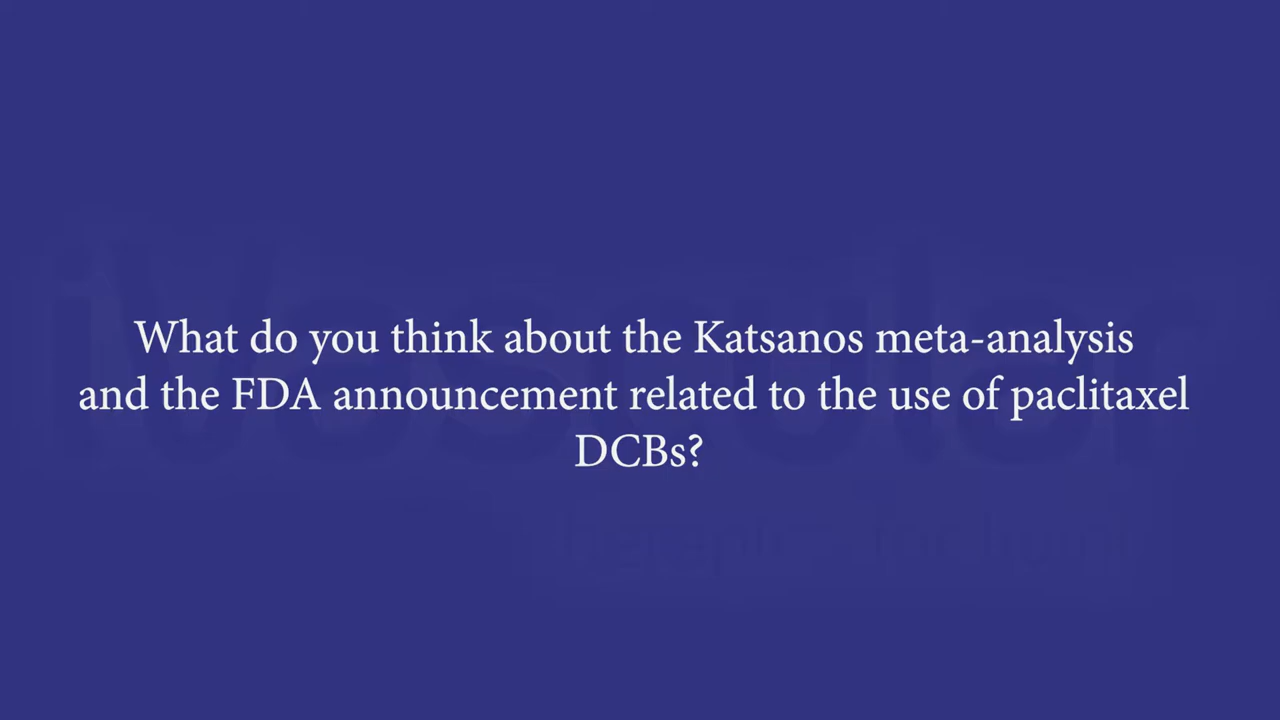 iVascular
What do you think about the Katsanos meta-analysis
and the FDA announcement related to the use of paclitaxel
DCBs?